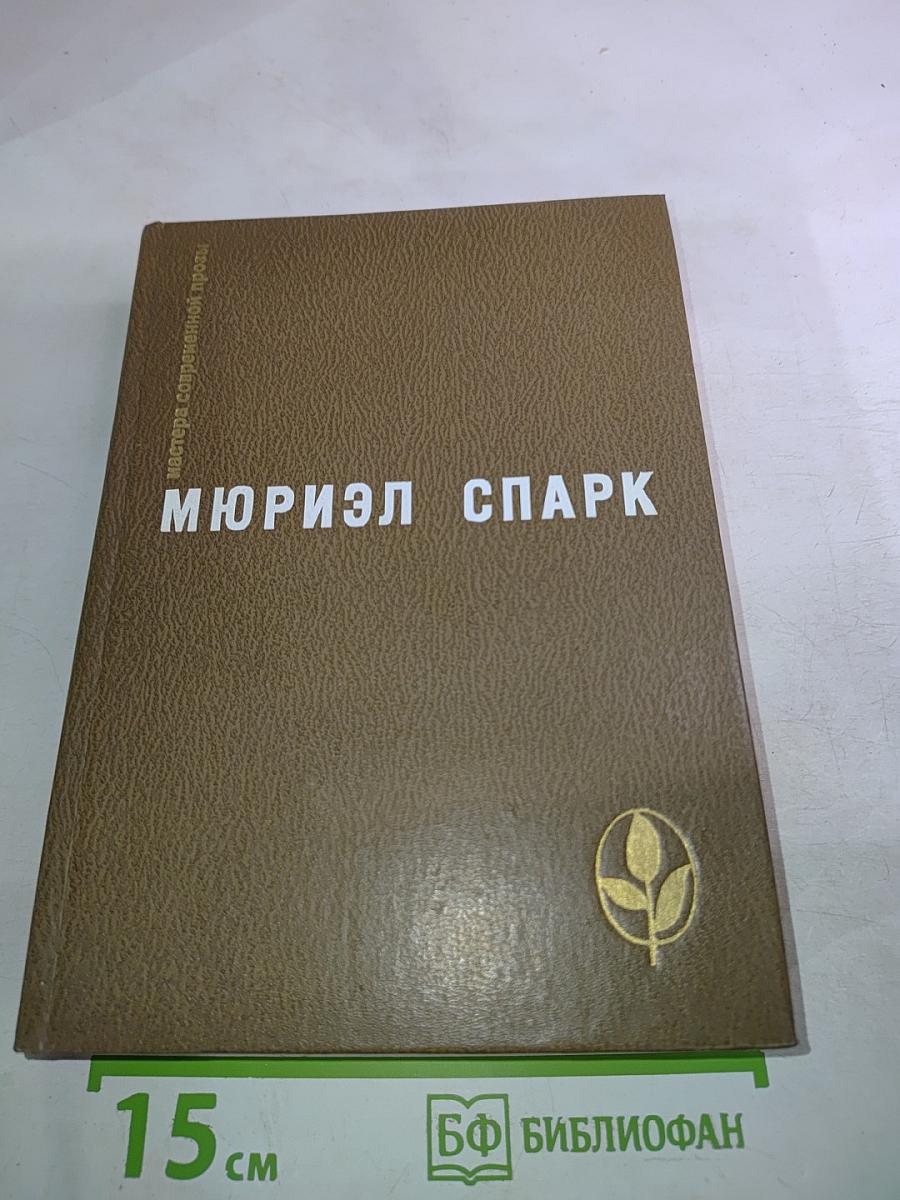 мастера современной прозы
МЮРИЭЛ СПАРК
15 см
БФ БИБЛИОФАН